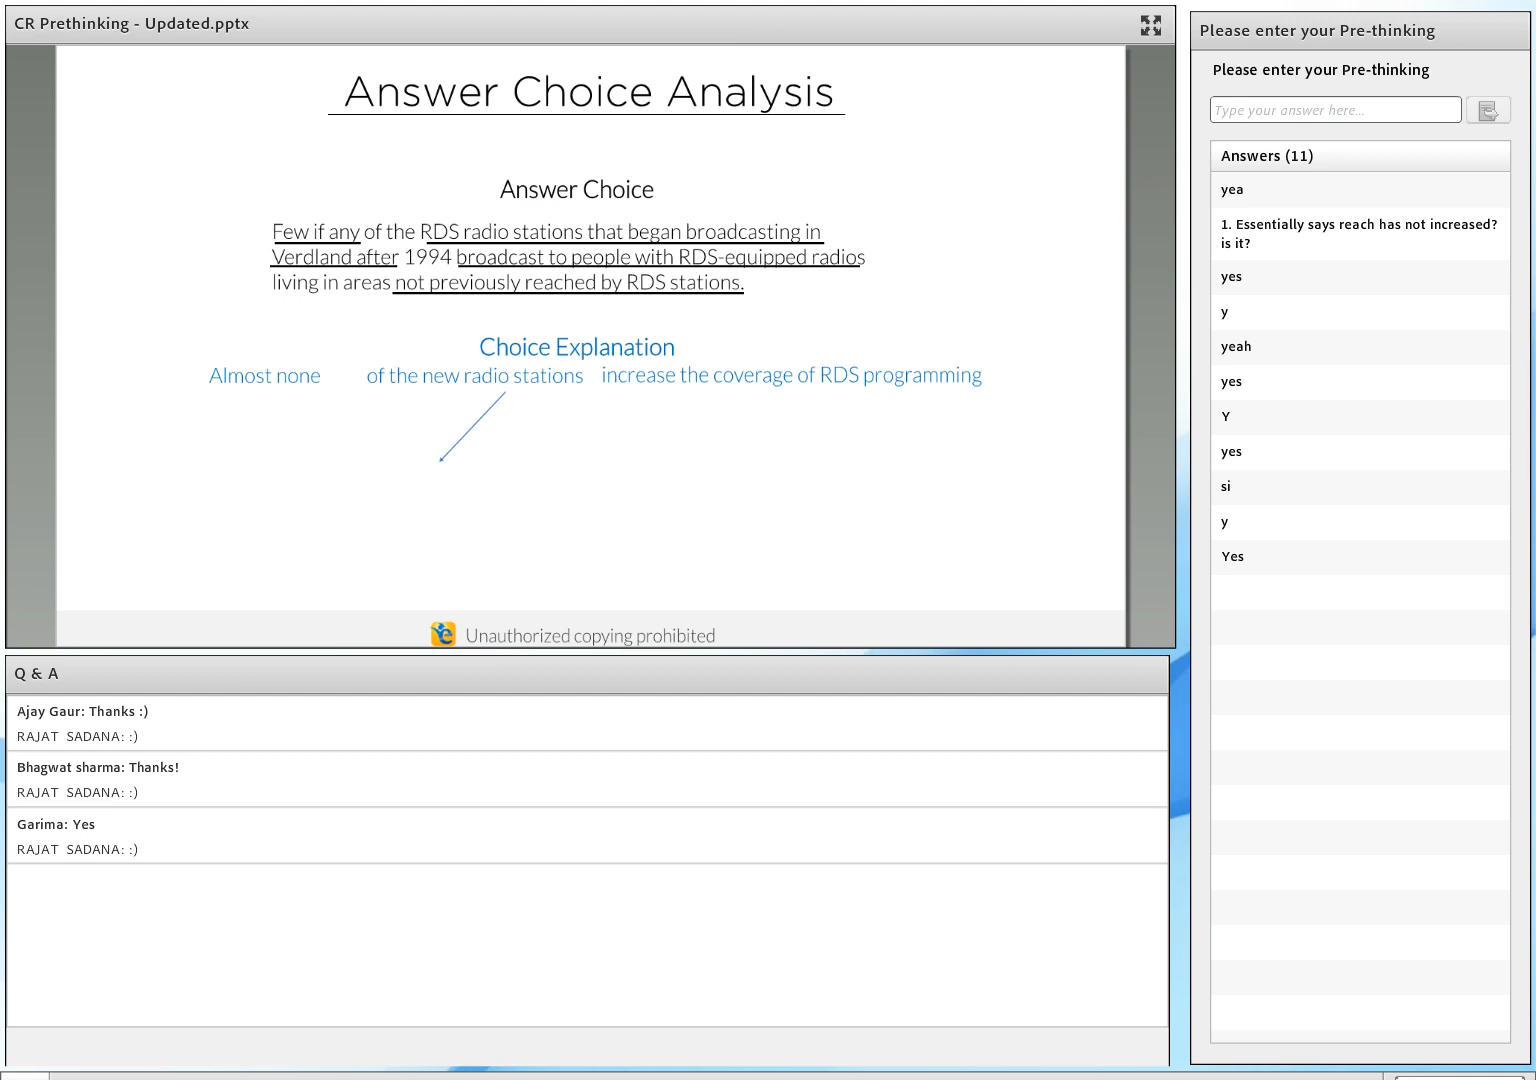 CR Prethinking - Updated.pptx
Answer Choice Analysis
Answer Choice
Few if any of the RDS radio stations that began broadcasting in
Verdland after 1994 broadcast to people with RDS-equipped radios
living in areas not previously reached by RDS stations.
Choice Explanation
Almost none of the new radio stations increase the coverage of RDS programming
Unauthorized copying prohibited
Q & A
Ajay Gaur: Thanks :)
RAJAT SADANA: :)
Bhagwat sharma: Thanks!
RAJAT SADANA: :)
Garima: Yes
RAJAT SADANA: :)
Please enter your Pre-thinking
Please enter your Pre-thinking
Type your answer here...
Answers (11)
yea
1. Essentially says reach has not increased?
is it?
yes
y
yeah
yes
Y
yes
si
y
Yes